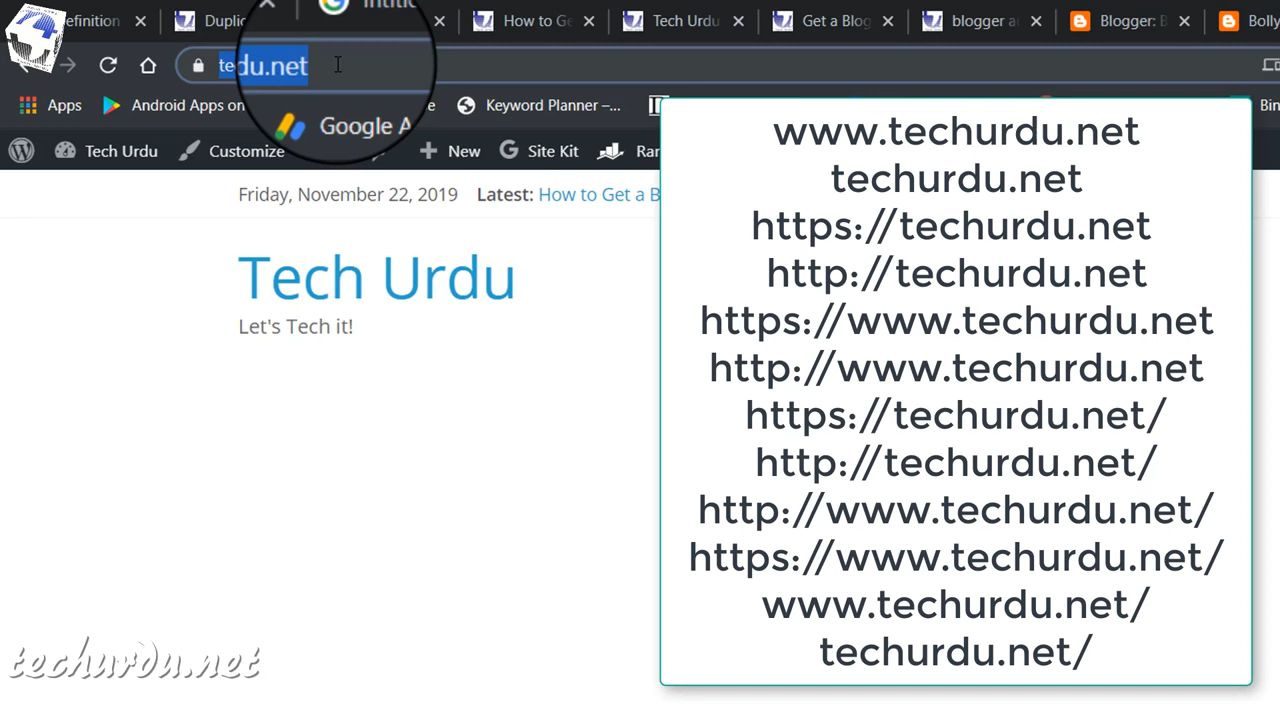 efinition
Duplic
Intitle
How to Ge
Tech Urdu
Get a Blog
blogger ad
Blogger: B
Bolly
tedu.net
Apps
Android Apps on
Google A
e
Keyword Planner –...
Bin
Tech Urdu
Customize
New
Site Kit
Ran
Friday, November 22, 2019
Latest: How to Get a B
Tech Urdu
Let's Tech it!
www.techurdu.net
techurdu.net
https://techurdu.net
http://techurdu.net
https://www.techurdu.net
http://www.techurdu.net
https://techurdu.net/
http://techurdu.net/
http://www.techurdu.net/
https://www.techurdu.net/
www.techurdu.net/
techurdu.net/
techurdu.net